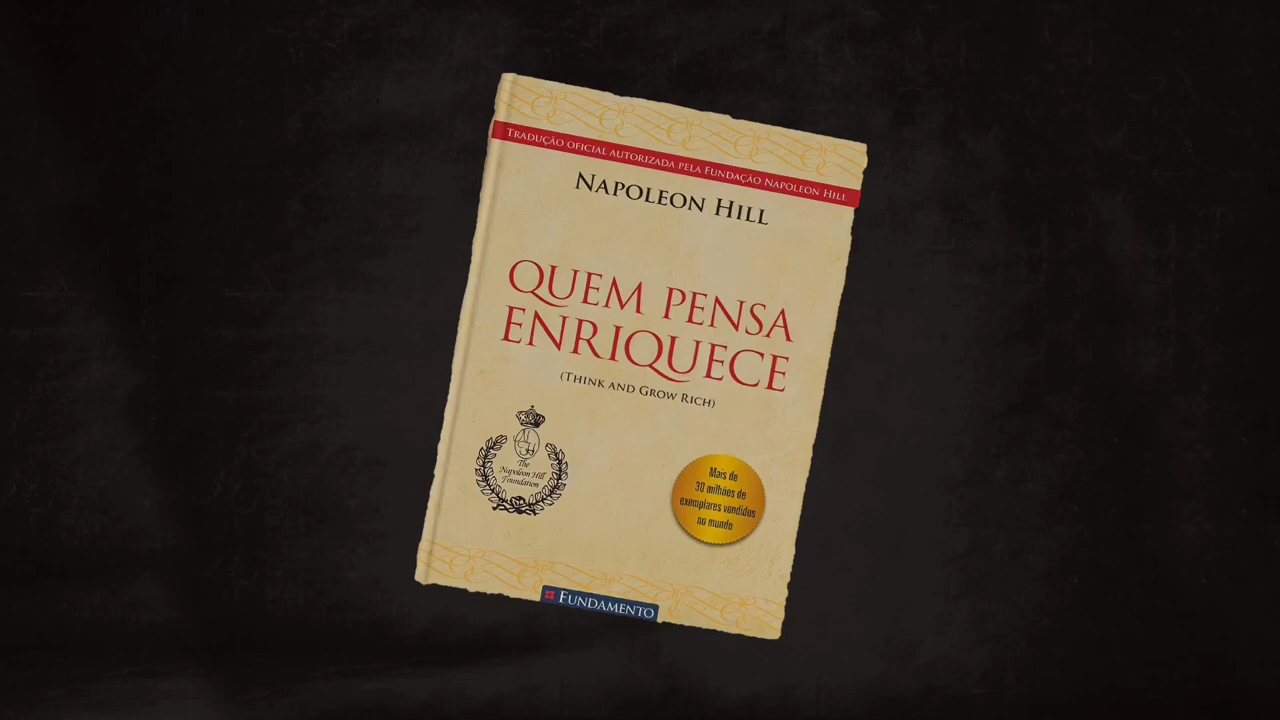 Tradução oficial autorizada pela Fundação Napoleon Hill
Napoleon Hill
QUEM PENSA
ENRIQUECE
(Think and Grow Rich)
The
Napoleon Hill
Foundation
Mais de
30 milhões de
exemplares vendidos
no mundo
Fundamento